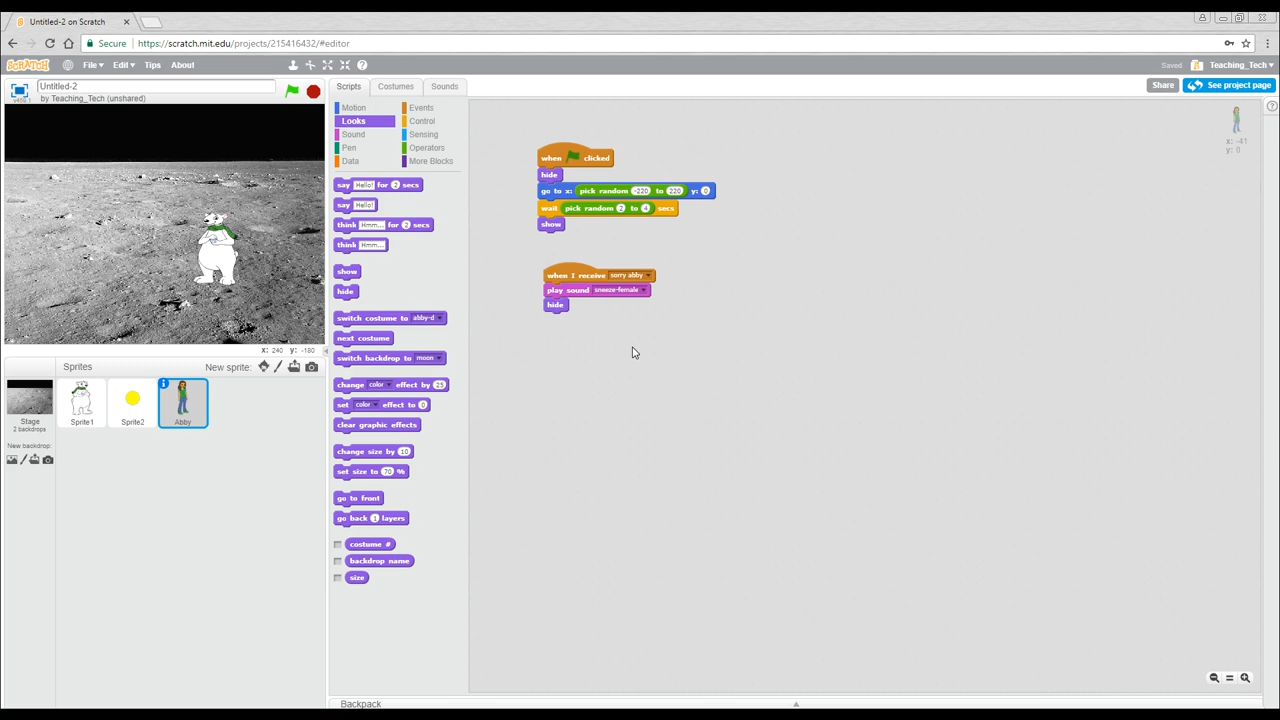 Untitled-2 on Scratch
Secure
https://scratch.mit.edu/projects/215416432/#editor
SCRATCH
File
Edit
Tips
About
Saved
Teaching_Tech
Untitled-2
by Teaching_Tech (unshared)
Scripts
Costumes
Sounds
Share
See project page
Motion
Events
Looks
Control
Sound
Sensing
Pen
Operators
Data
More Blocks
x: -41
y: 0
say Hello! for 2 secs
say Hello!
think Hmm... for 2 secs
think Hmm...
show
hide
switch costume to abby-d
next costume
switch backdrop to moon
change color effect by 25
set color effect to 0
clear graphic effects
change size by 10
set size to 70 %
go to front
go back 1 layers
costume #
backdrop name
size
when clicked
hide
go to x: pick random -220 to 220 y: 0
wait pick random 2 to 4 secs
show
when I receive sorry abby
play sound sneeze-female
hide
x: 240 y: -180
Sprites
New sprite:
Stage
2 backdrops
New backdrop:
Sprite1
Sprite2
Abby
Backpack